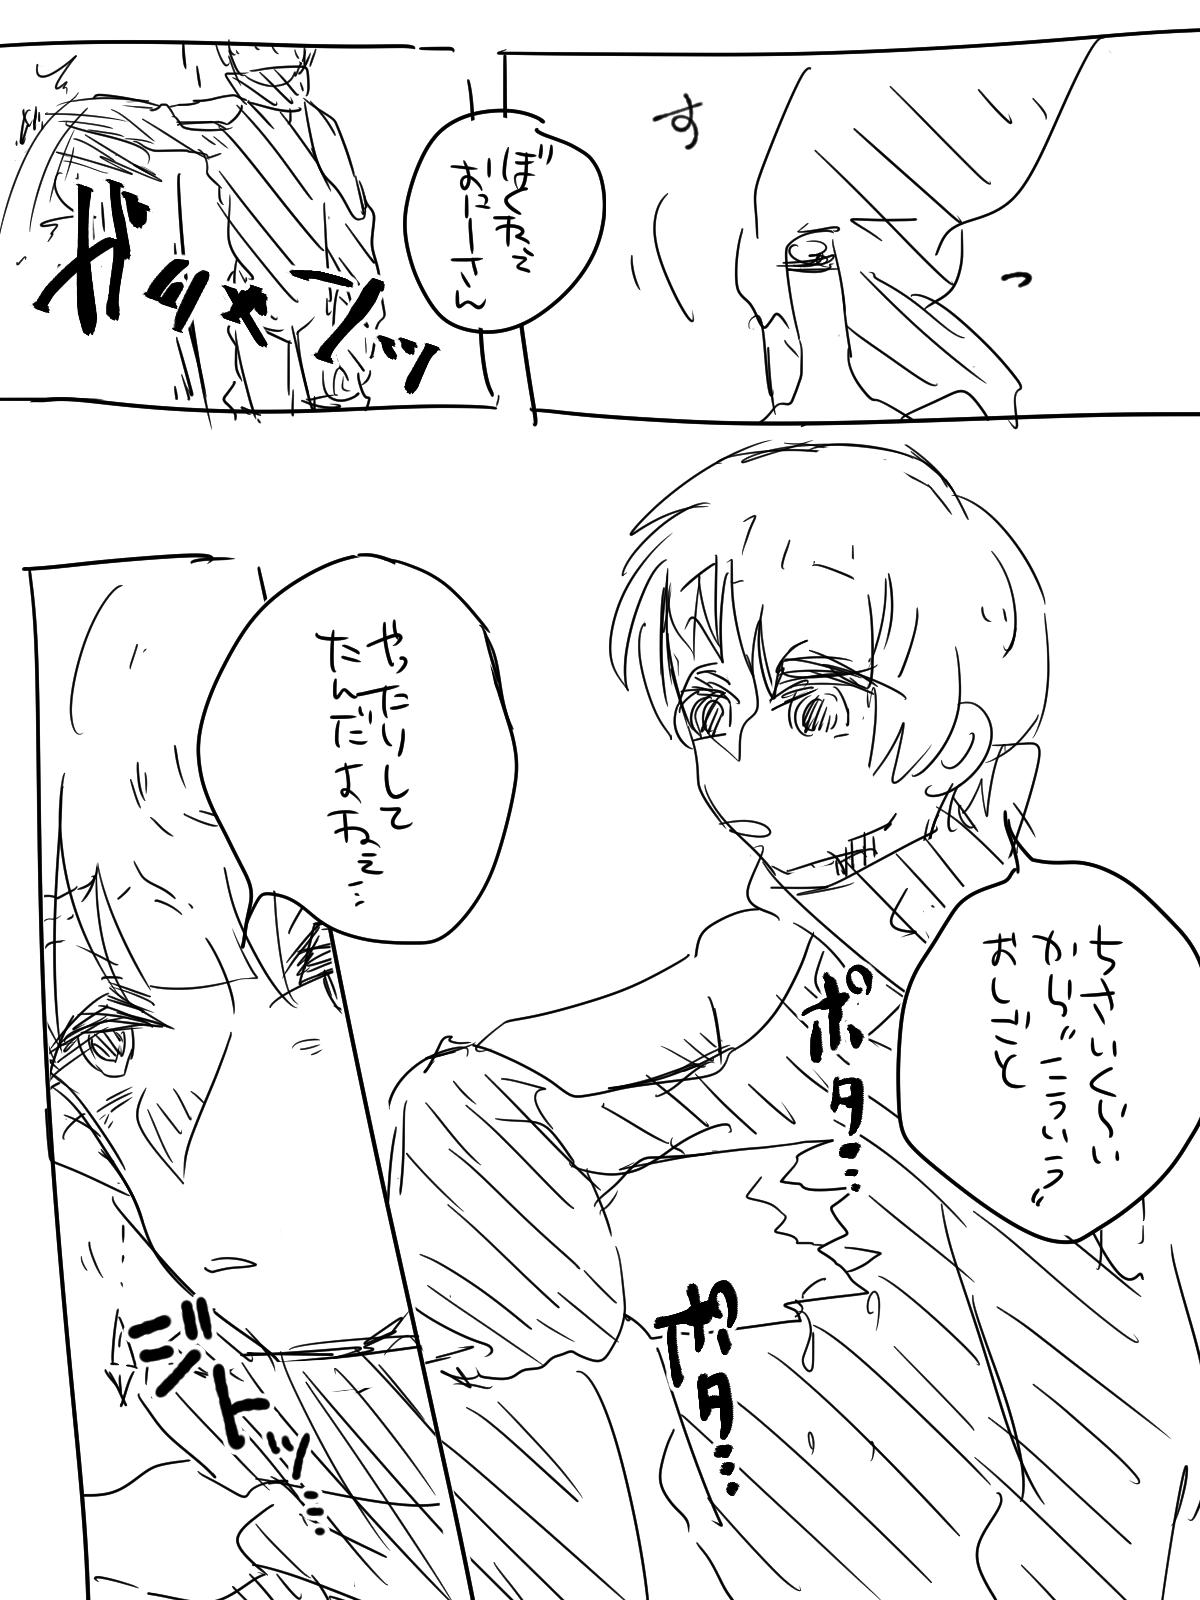 す
っ
ぼくねぇ
おにーさん
ガッシャンッ
ちさいくらい
から゛こういう゛
おしごと
ポタ…
ポタ…
やったりして
たんだよねぇ…
ジトッ…